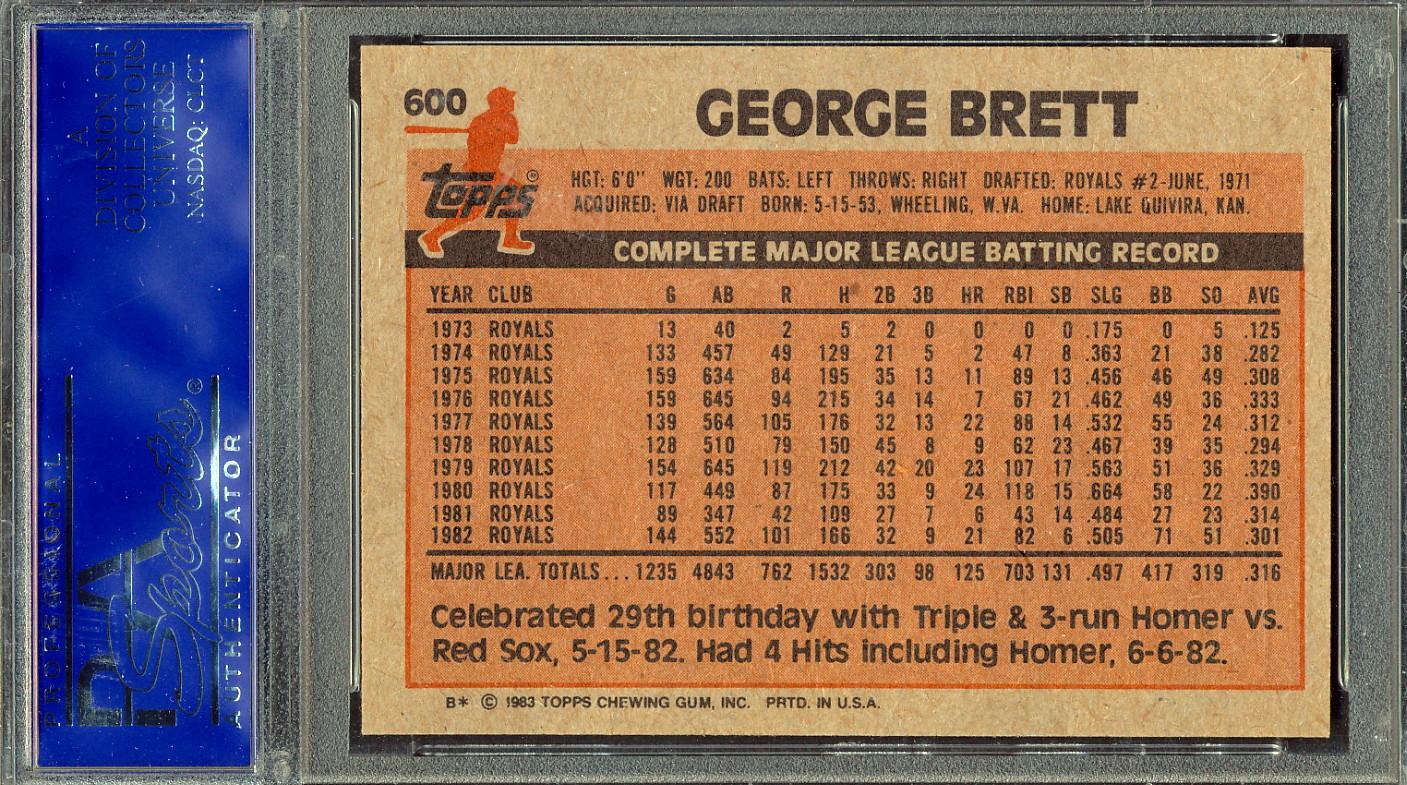 A
DIVISION OF
COLLECTORS
UNIVERSE
NASDAQ: CLCT
PROFESSIONAL
PSA
Sports®
AUTHENTICATOR
600
GEORGE BRETT
topps®
HGT: 6'0" WGT: 200 BATS: LEFT THROWS: RIGHT DRAFTED: ROYALS #2-JUNE, 1971
ACQUIRED: VIA DRAFT BORN: 5-15-53, WHEELING, W.VA. HOME: LAKE QUIVIRA, KAN.
COMPLETE MAJOR LEAGUE BATTING RECORD
YEAR CLUB G AB R H 2B 3B HR RBI SB SLG BB SO AVG
1973 ROYALS 13 40 2 5 2 0 0 0 0 .175 0 5 .125
1974 ROYALS 133 457 49 129 21 5 2 47 8 .363 21 38 .282
1975 ROYALS 159 634 84 195 35 13 11 89 13 .456 46 49 .308
1976 ROYALS 159 645 94 215 34 14 7 67 21 .462 49 36 .333
1977 ROYALS 139 564 105 176 32 13 22 88 14 .532 55 24 .312
1978 ROYALS 128 510 79 150 45 8 9 62 23 .467 39 35 .294
1979 ROYALS 154 645 119 212 42 20 23 107 17 .563 51 36 .329
1980 ROYALS 117 449 87 175 33 9 24 118 15 .664 58 22 .390
1981 ROYALS 89 347 42 109 27 7 6 43 14 .484 27 23 .314
1982 ROYALS 144 552 101 166 32 9 21 82 6 .505 71 51 .301
MAJOR LEA. TOTALS... 1235 4843 762 1532 303 98 125 703 131 .497 417 319 .316
Celebrated 29th birthday with Triple & 3-run Homer vs.
Red Sox, 5-15-82. Had 4 Hits including Homer, 6-6-82.
B* © 1983 TOPPS CHEWING GUM, INC. PRTD. IN U.S.A.